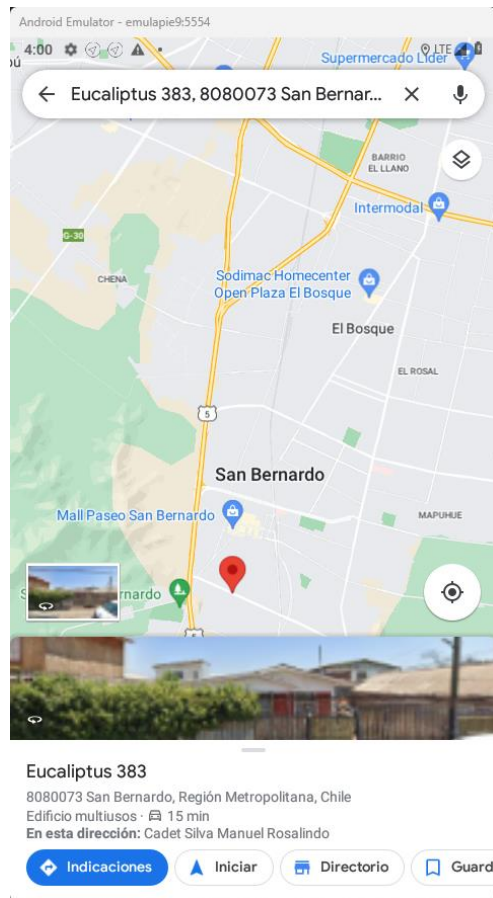 Android Emulator - emulapie9:5554
4:00
LTE
ú
Supermercado Lider
Eucaliptus 383, 8080073 San Bernar...
BARRIO
EL LLANO
Intermodal
G-30
CHENA
Sodimac Homecenter
Open Plaza El Bosque
El Bosque
EL ROSAL
5
San Bernardo
Mall Paseo San Bernardo
MAPUHUE
S
rnardo
5
Eucaliptus 383
8080073 San Bernardo, Región Metropolitana, Chile
Edificio multiusos · 15 min
En esta dirección: Cadet Silva Manuel Rosalindo
Indicaciones
Iniciar
Directorio
Guard